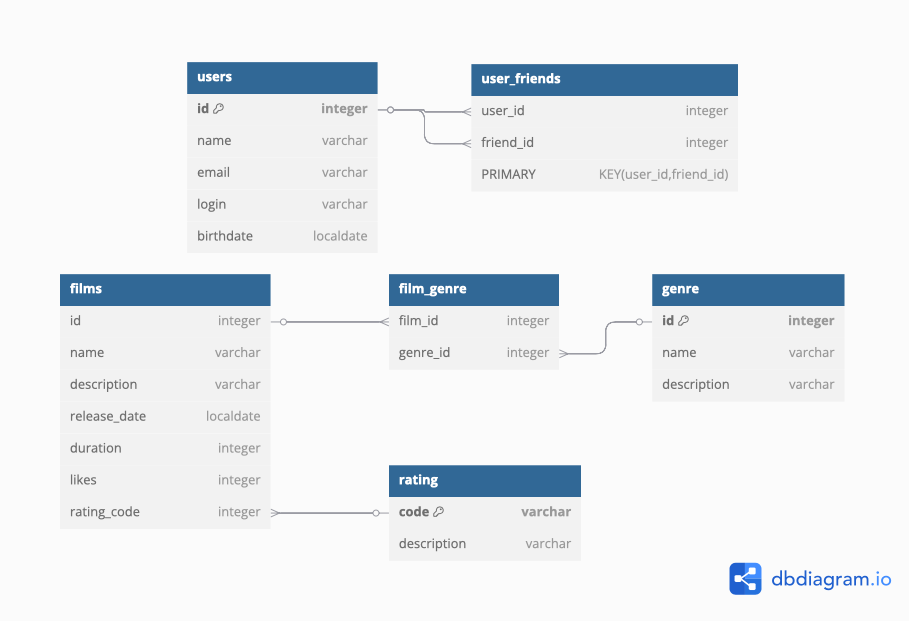 users
id integer
name varchar
email varchar
login varchar
birthdate localdate
user_friends
user_id integer
friend_id integer
PRIMARY KEY(user_id,friend_id)
films
id integer
name varchar
description varchar
release_date localdate
duration integer
likes integer
rating_code integer
film_genre
film_id integer
genre_id integer
genre
id integer
name varchar
description varchar
rating
code varchar
description varchar
dbdiagram.io